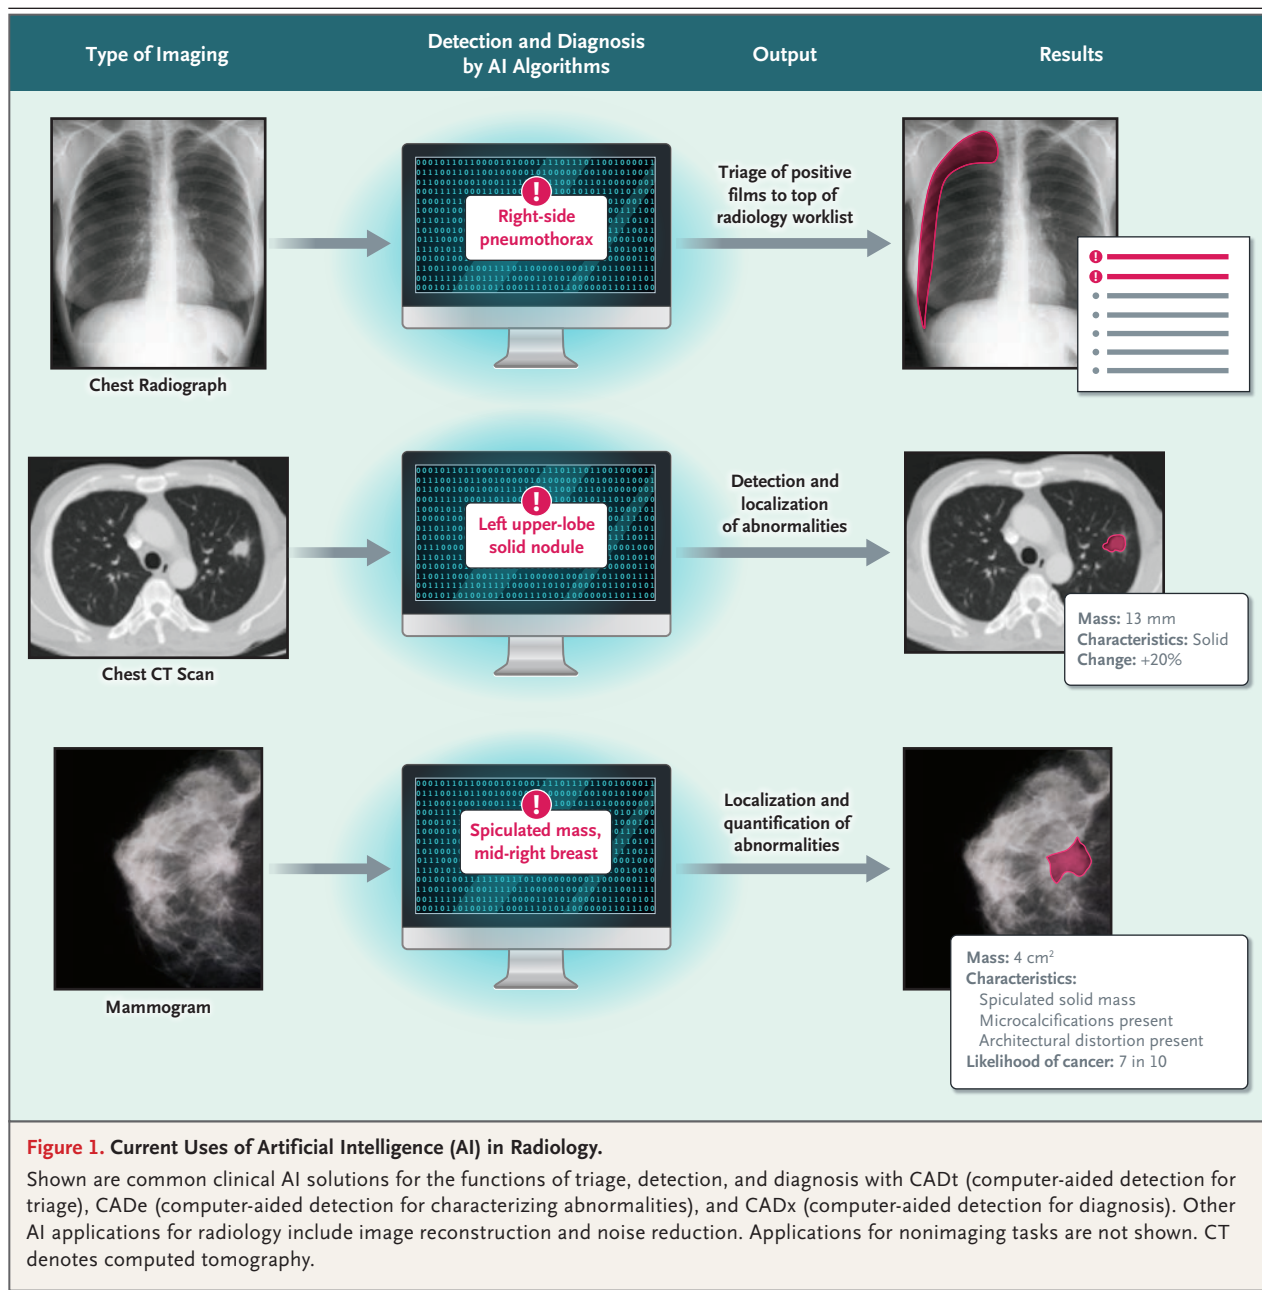 Type of Imaging
Detection and Diagnosis
by AI Algorithms
Output
Results
Right-side
pneumothorax
Triage of positive
films to top of
radiology worklist
Chest Radiograph
Left upper-lobe
solid nodule
Detection and
localization
of abnormalities
Mass: 13 mm
Characteristics: Solid
Change: +20%
Chest CT Scan
Spiculated mass,
mid-right breast
Localization and
quantification of
abnormalities
Mass: 4 cm²
Characteristics:
Spiculated solid mass
Microcalcifications present
Architectural distortion present
Likelihood of cancer: 7 in 10
Mammogram
Figure 1. Current Uses of Artificial Intelligence (AI) in Radiology.
Shown are common clinical AI solutions for the functions of triage, detection, and diagnosis with CADt (computer-aided detection for
triage), CADe (computer-aided detection for characterizing abnormalities), and CADx (computer-aided detection for diagnosis). Other
AI applications for radiology include image reconstruction and noise reduction. Applications for nonimaging tasks are not shown. CT
denotes computed tomography.